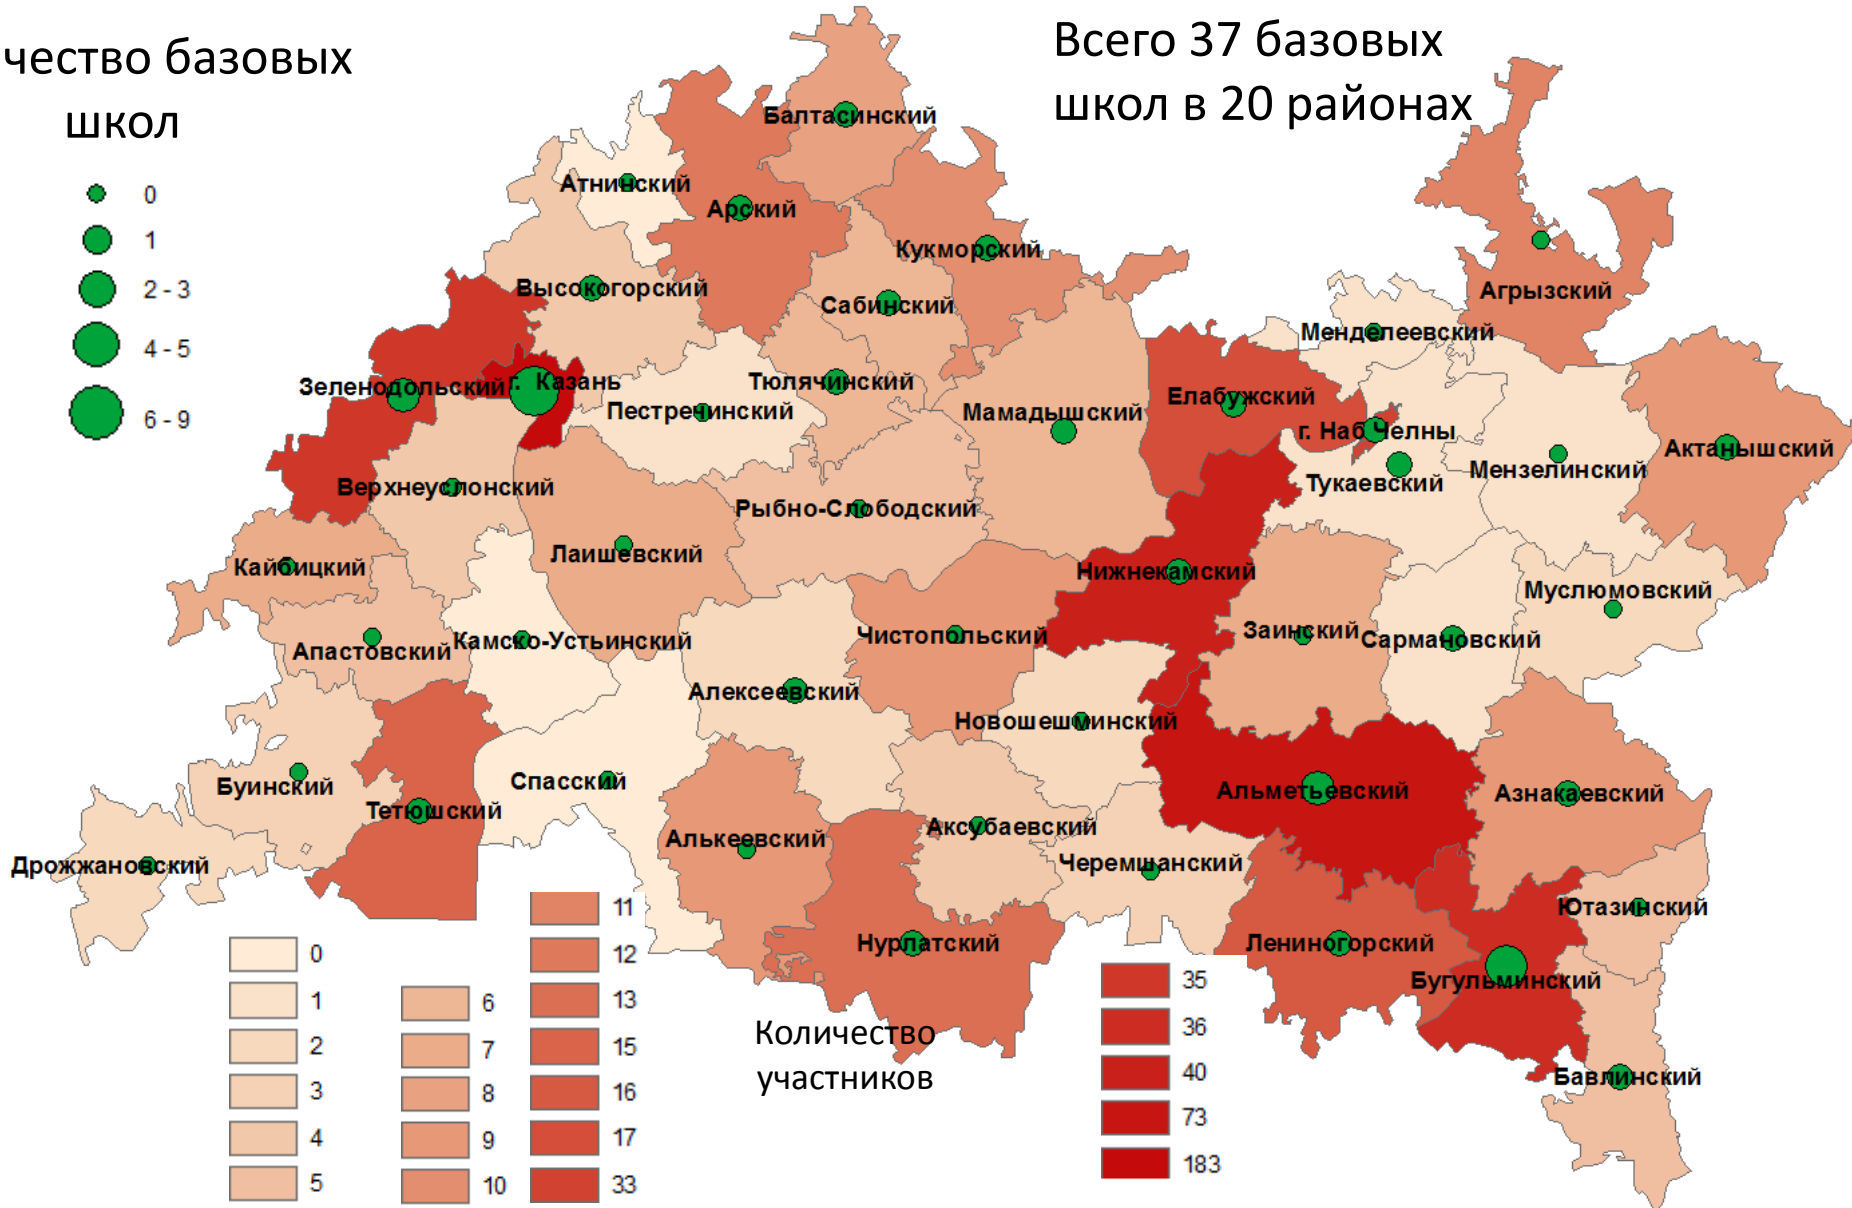 чество базовых
школ
0
1
2 - 3
4 - 5
6 - 9
Всего 37 базовых
школ в 20 районах
Балтасинский
Атнинский
Арский
Кукморский
Высокогорский
Сабинский
Агрызский
Менделеевский
Зеленодольский
г. Казань
Тюлячинский
Пестречинский
Мамадышский
Елабужский
г. Наб Челны
Актанышский
Мензелинский
Тукаевский
Верхнеуслонский
Рыбно-Слободский
Лаишевский
Кайбицкий
Нижнекамский
Муслюмовский
Апастовский
Камско-Устьинский
Чистопольский
Заинский
Сармановский
Алексеевский
Новошешминский
Буинский
Спасский
Альметьевский
Азнакаевский
Тетюшский
Аксубаевский
Алькеевский
Черемшанский
Дрожжановский
Ютазинский
Нурлатский
Лениногорский
Бугульминский
Бавлинский
Количество
участников
0
1
2
3
4
5
6
7
8
9
10
11
12
13
15
16
17
33
35
36
40
73
183